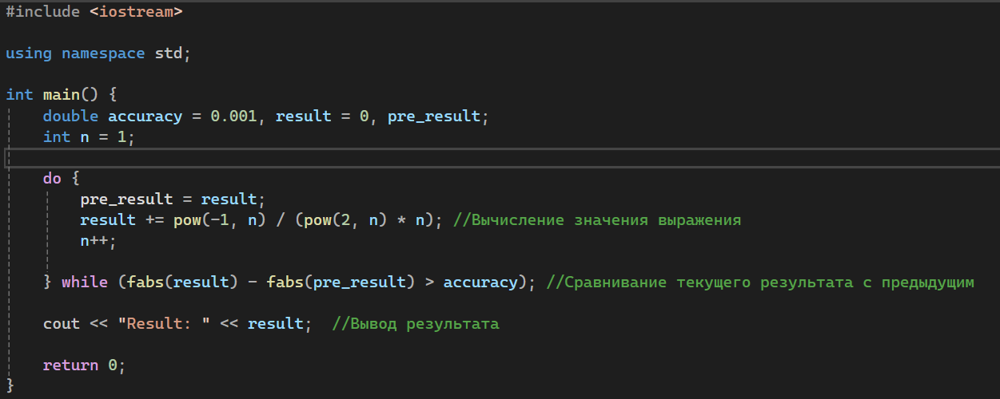 #include <iostream>
using namespace std;
int main() {
double accuracy = 0.001, result = 0, pre_result;
int n = 1;
do {
pre_result = result;
result += pow(-1, n) / (pow(2, n) * n); //Вычисление значения выражения
n++;
} while (fabs(result) - fabs(pre_result) > accuracy); //Сравнивание текущего результата с предыдущим
cout << "Result: " << result; //Вывод результата
return 0;
}